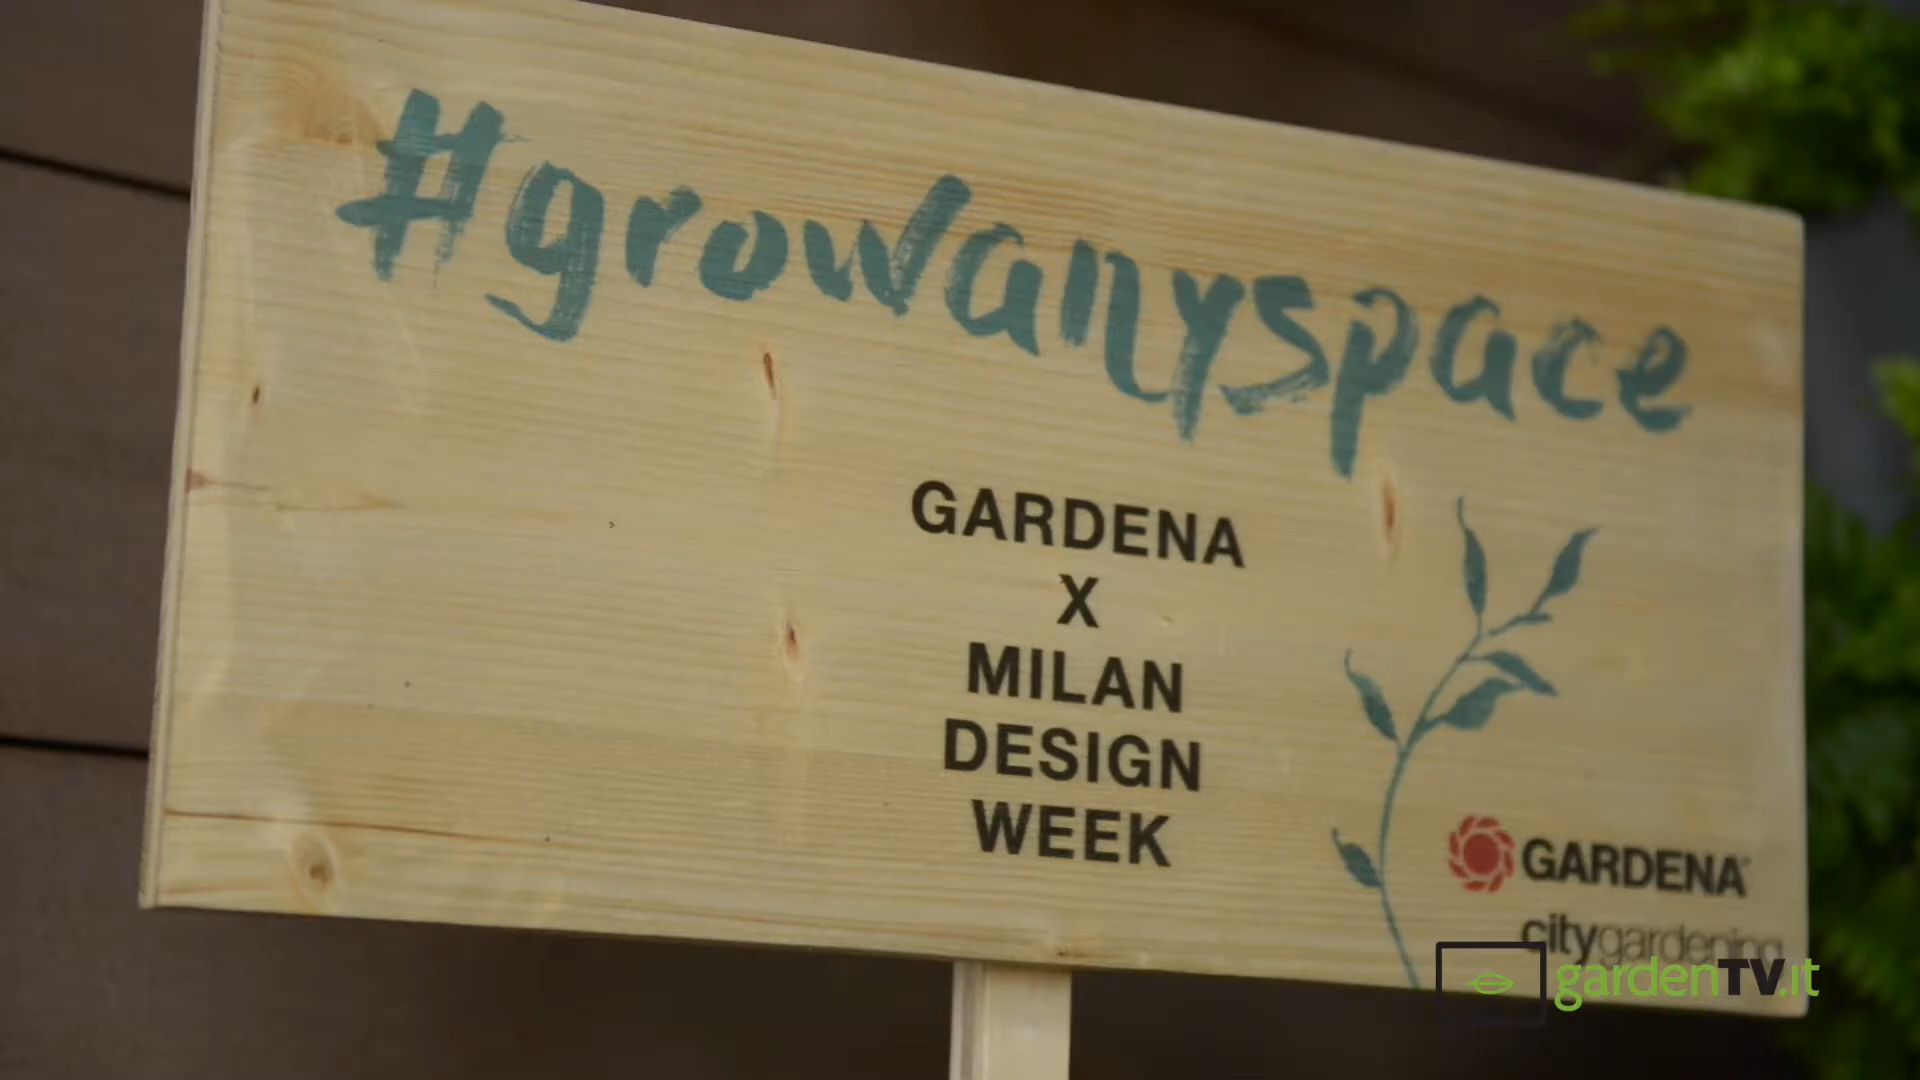 #growanyspace
GARDENA
X
MILAN
DESIGN
WEEK
GARDENA
citygardening
gardenTV.it